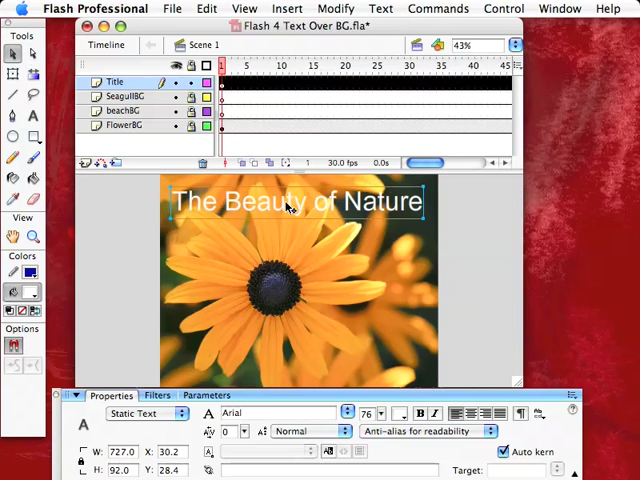 Flash Professional File Edit View Insert Modify Text Commands Control Window Help
Tools
Flash 4 Text Over BG.fla*
Timeline Scene 1 43%
1 5 10 15 20 25 30 35 40 45
Title
SeagullBG
beachBG
FlowerBG
1 30.0 fps 0.0s
The Beauty of Nature
View
Colors
Options
Properties Filters Parameters
Static Text A Arial 76 B I
A 0 Normal Anti-alias for readability
W: 727.0 X: 30.2 Auto kern
H: 92.0 Y: 28.4 Target: